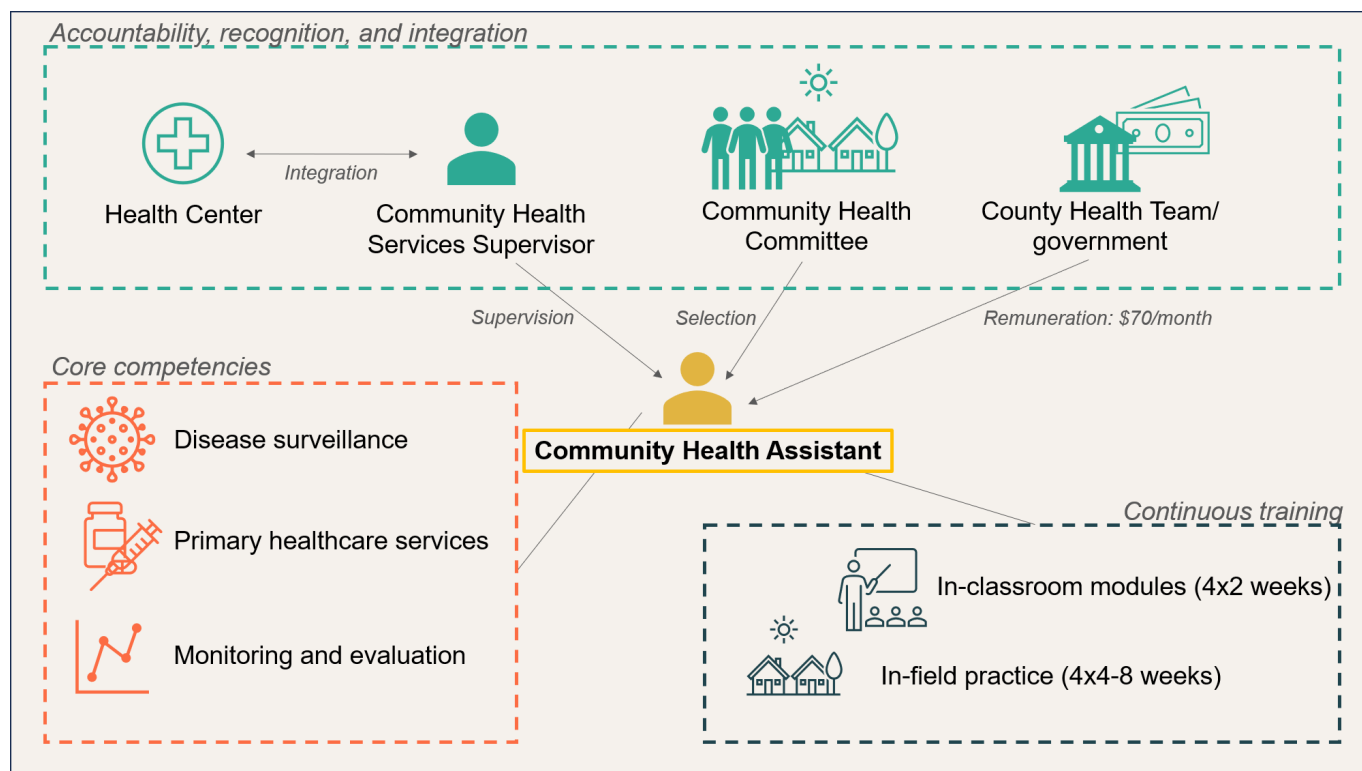 Accountability, recognition, and integration
Integration
Health Center
Community Health
Services Supervisor
Community Health
Committee
County Health Team/
government
Supervision
Selection
Remuneration: $70/month
Core competencies
Disease surveillance
Primary healthcare services
Monitoring and evaluation
Community Health Assistant
Continuous training
In-classroom modules (4x2 weeks)
In-field practice (4x4-8 weeks)